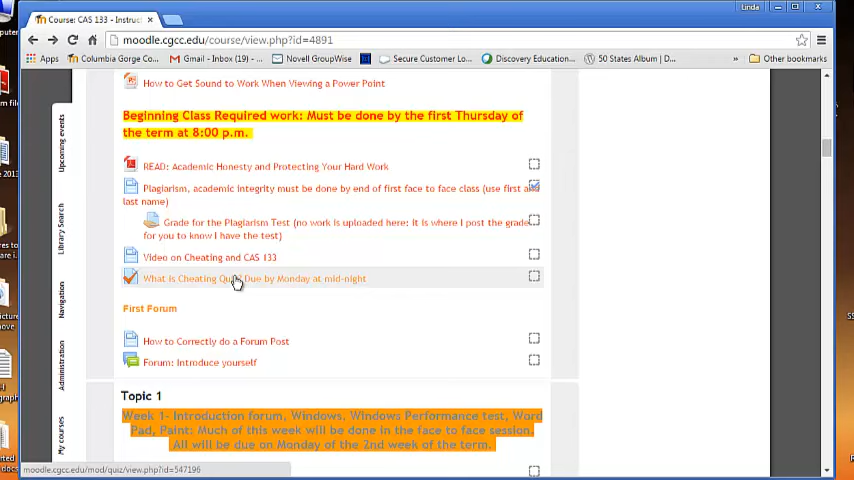 Linda
Course: CAS 133 - Instruct
moodle.cgcc.edu/course/view.php?id=4891
Apps Columbia Gorge Co... Gmail - Inbox (19) -... Novell GroupWise Secure Customer Lo... Discovery Education... 50 States Album | D... » Other bookmarks
How to Get Sound to Work When Viewing a Power Point
Beginning Class Required work: Must be done by the first Thursday of
the term at 8:00 p.m.
READ: Academic Honesty and Protecting Your Hard Work
Plagiarism, academic integrity must be done by end of first face to face class (use first and
last name)
Grade for the Plagiarism Test (no work is uploaded here: it is where I post the grade
for you to know I have the test)
Video on Cheating and CAS 133
What is Cheating Quiz? Due by Monday at mid-night
First Forum
How to Correctly do a Forum Post
Forum: Introduce yourself
Topic 1
Week 1- Introduction forum, Windows, Windows Performance test, Word
Pad, Paint: Much of this week will be done in the face to face session.
All will be due on Monday of the 2nd week of the term.
moodle.cgcc.edu/mod/quiz/view.php?id=547196
Upcoming events
Library Search
Navigation
Administration
My courses